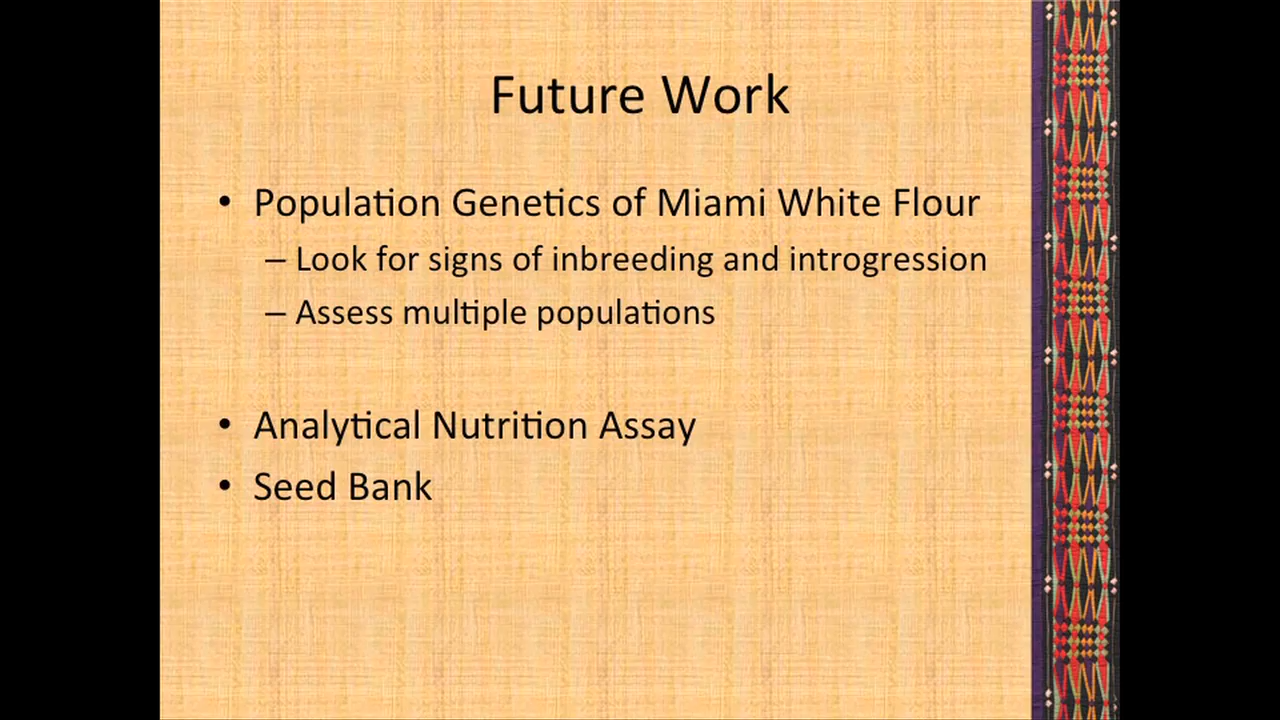 Future Work
• Population Genetics of Miami White Flour
– Look for signs of inbreeding and introgression
– Assess multiple populations
• Analytical Nutrition Assay
• Seed Bank